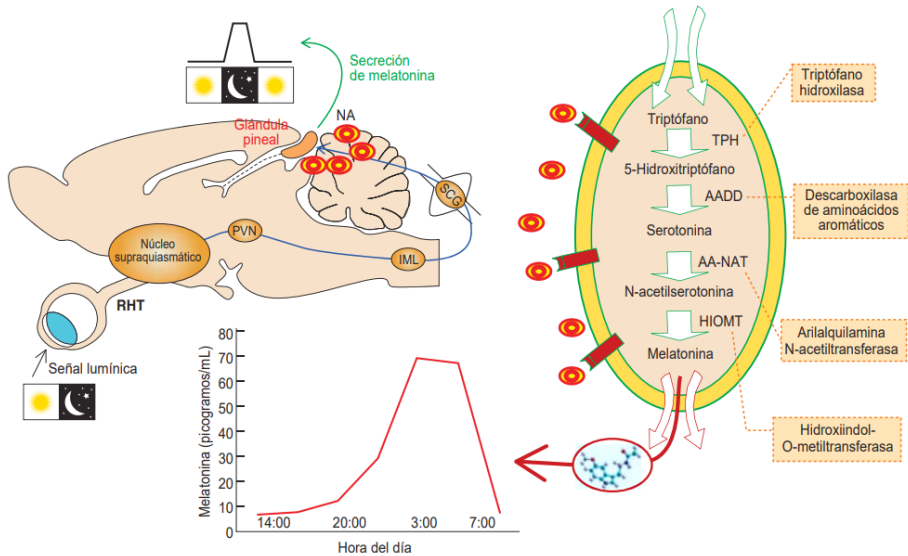 Secreción
de melatonina
Glándula
pineal
NA
SCG
PVN
IML
Núcleo
supraquiasmático
RHT
Señal lumínica
Melatonina (picogramos/mL)
80
70
60
50
40
30
20
10
0
14:00 20:00 3:00 7:00
Hora del día
Triptófano
TPH
5-Hidroxitriptófano
AADD
Serotonina
AA-NAT
N-acetilserotonina
HIOMT
Melatonina
Triptófano
hidroxilasa
Descarboxilasa
de aminoácidos
aromáticos
Arilalquilamina
N-acetiltransferasa
Hidroxiindol-
O-metiltransferasa